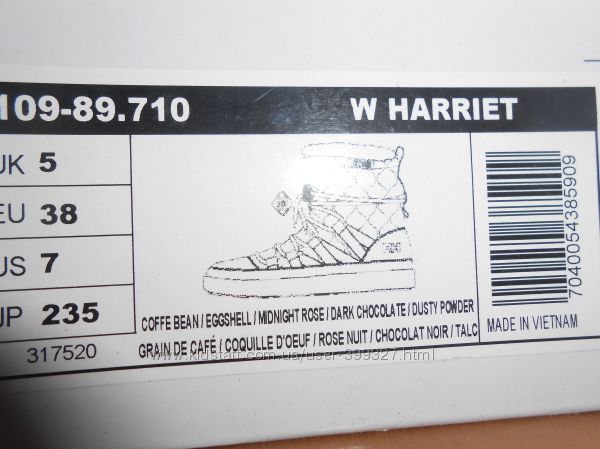 109-89.710 W HARRIET
UK 5
EU 38
US 7
JP 235
317520
COFFE BEAN / EGGSHELL / MIDNIGHT ROSE / DARK CHOCOLATE / DUSTY POWDER
GRAIN DE CAFÉ / COQUILLE D'OEUF / ROSE NUIT / CHOCOLAT NOIR / TALC
7040054385909
MADE IN VIETNAM